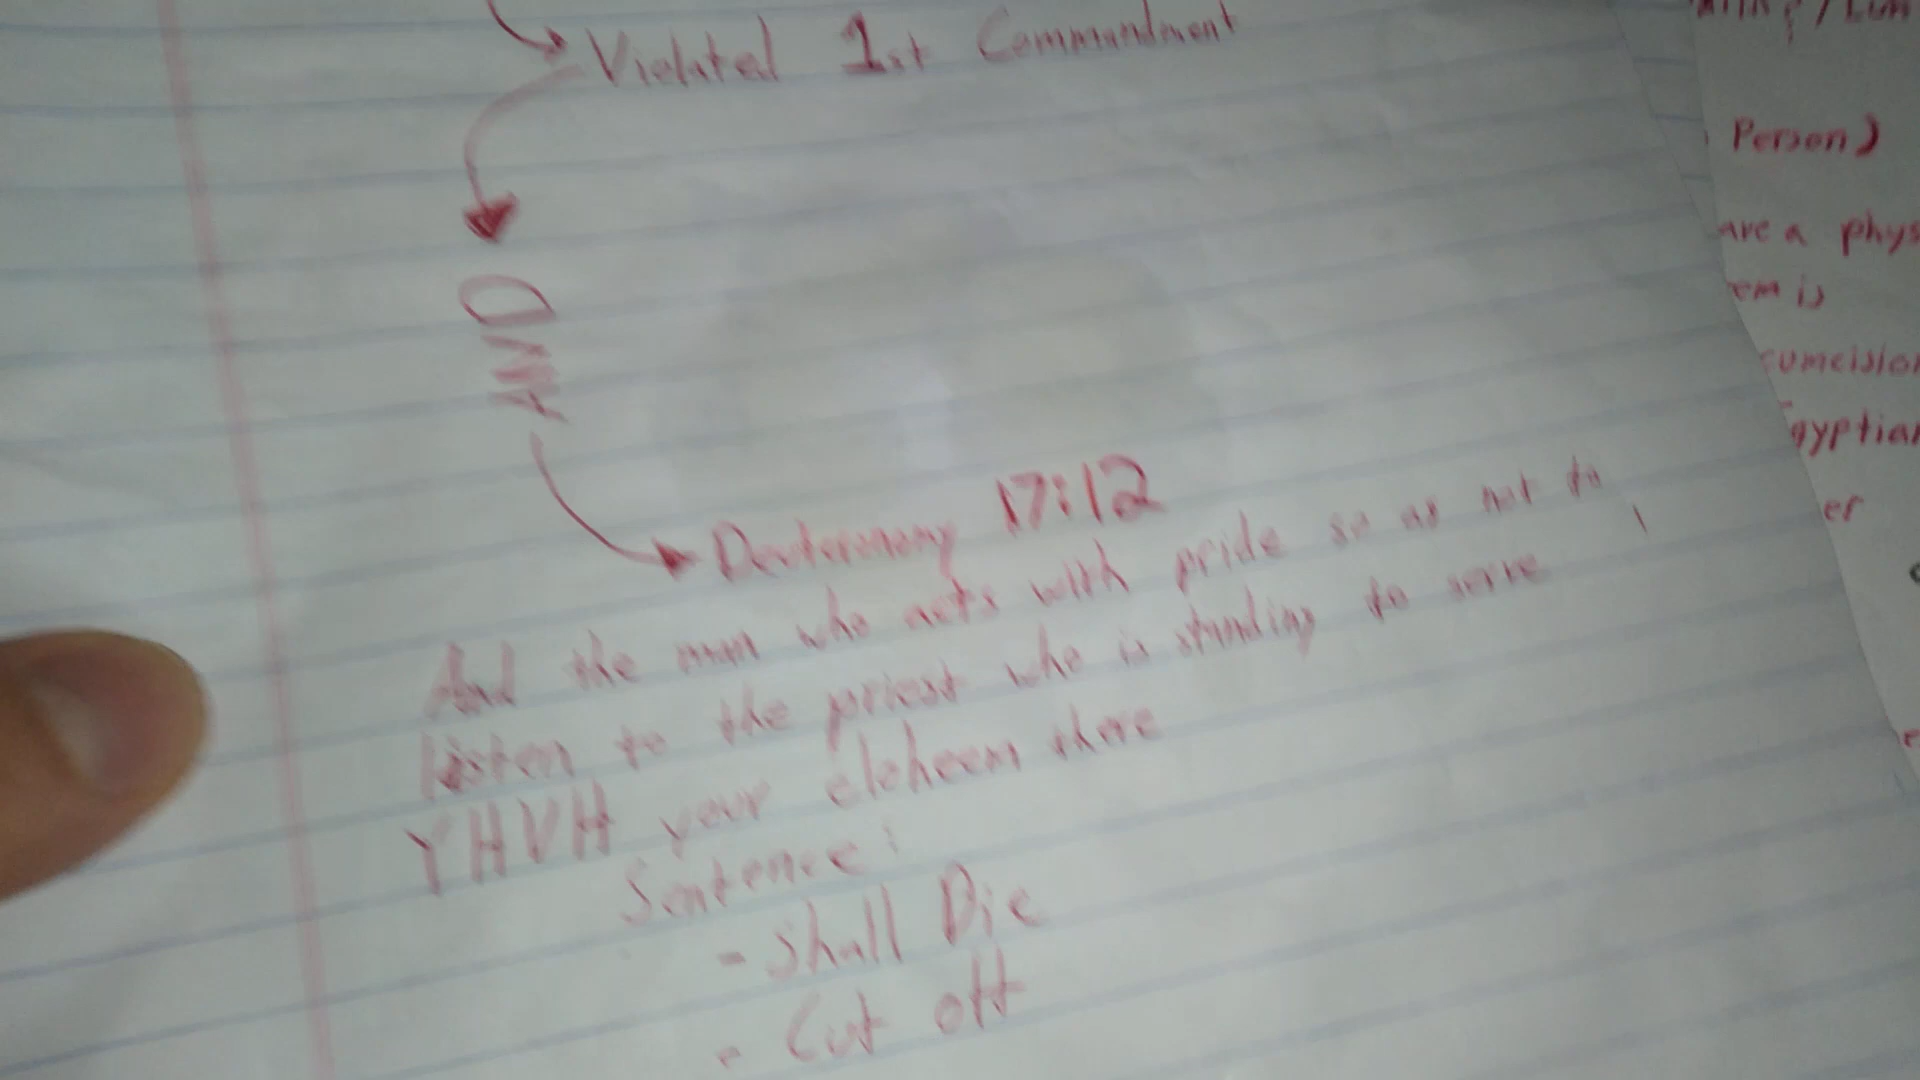 Violated 1st Commandment
AND
Deuteronomy 17:12
And the man who acts with pride so as not to
listen to the priest who is standing to serve
YHVH your eloheem there
Sentence:
- Shall Die
- Cut off
Person)
are a phys
em is
cumcision
gyptian
er